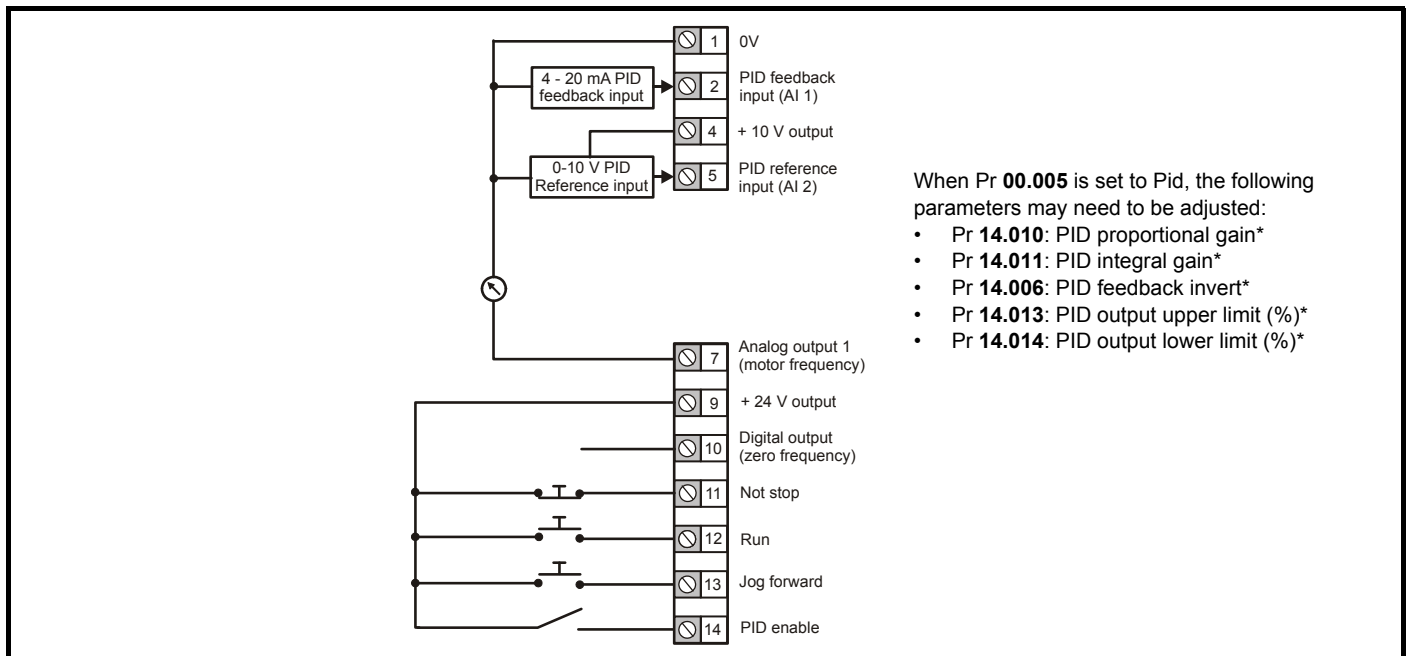 1 0V
4 - 20 mA PID
feedback input
2 PID feedback
input (AI 1)
4 + 10 V output
0-10 V PID
Reference input
5 PID reference
input (AI 2)
7 Analog output 1
(motor frequency)
9 + 24 V output
10 Digital output
(zero frequency)
11 Not stop
12 Run
13 Jog forward
14 PID enable
When Pr 00.005 is set to Pid, the following
parameters may need to be adjusted:
• Pr 14.010: PID proportional gain*
• Pr 14.011: PID integral gain*
• Pr 14.006: PID feedback invert*
• Pr 14.013: PID output upper limit (%)*
• Pr 14.014: PID output lower limit (%)*